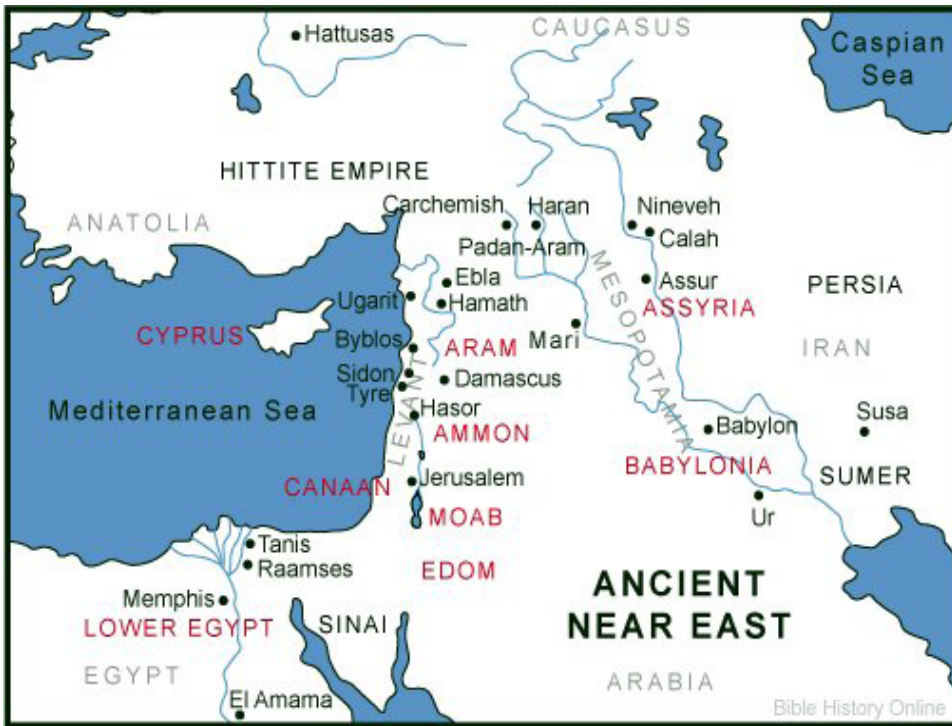 CAUCASUS
Hattusas
Caspian
Sea
HITTITE EMPIRE
ANATOLIA
Carchemish
Haran
Nineveh
Padan-Aram
Calah
MESOPOTAMIA
Ebla
Assur
PERSIA
Ugarit
Hamath
ASSYRIA
CYPRUS
Byblos
ARAM
Mari
IRAN
Sidon
Tyre
Damascus
LEVANT
Mediterranean Sea
Hasor
Babylon
Susa
AMMON
BABYLONIA
SUMER
CANAAN
Jerusalem
Ur
MOAB
Tanis
Raamses
EDOM
ANCIENT
NEAR EAST
Memphis
LOWER EGYPT
SINAI
EGYPT
ARABIA
El Amama
Bible History Online